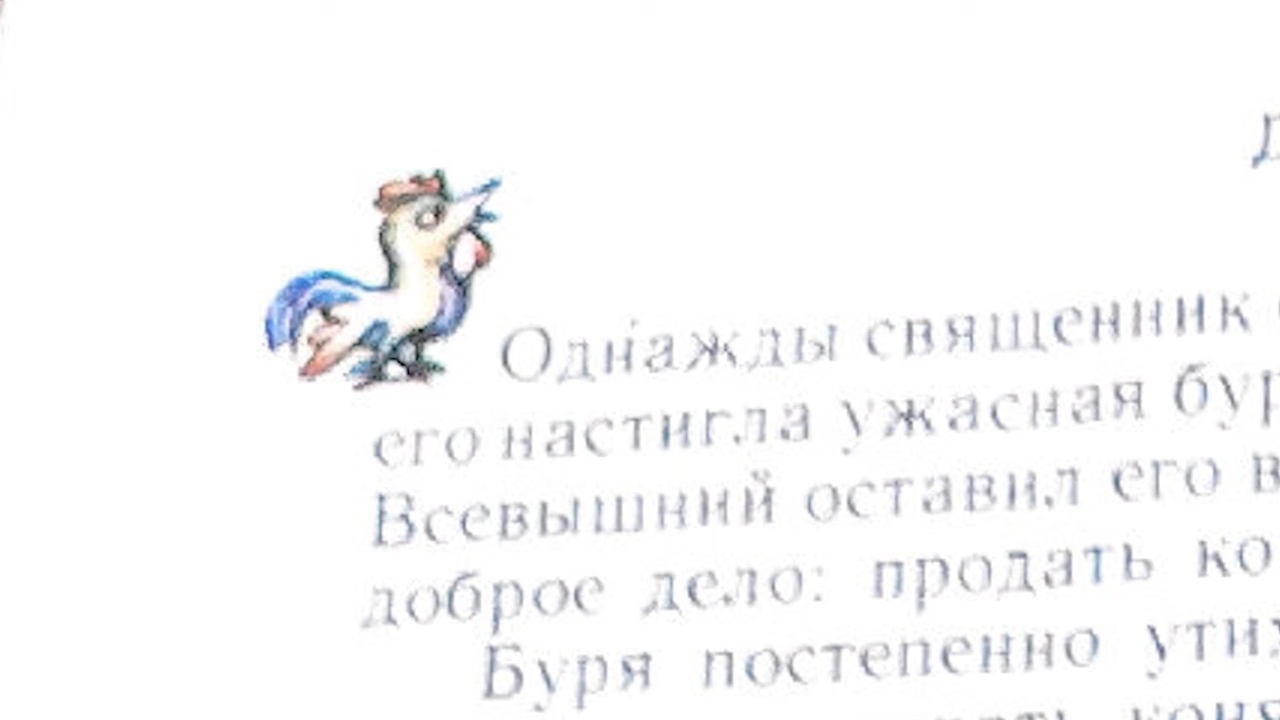 Однажды священник
его настигла ужасная бур
Всевышний оставил его в
доброе дело: продать ко
Буря постепенно утих